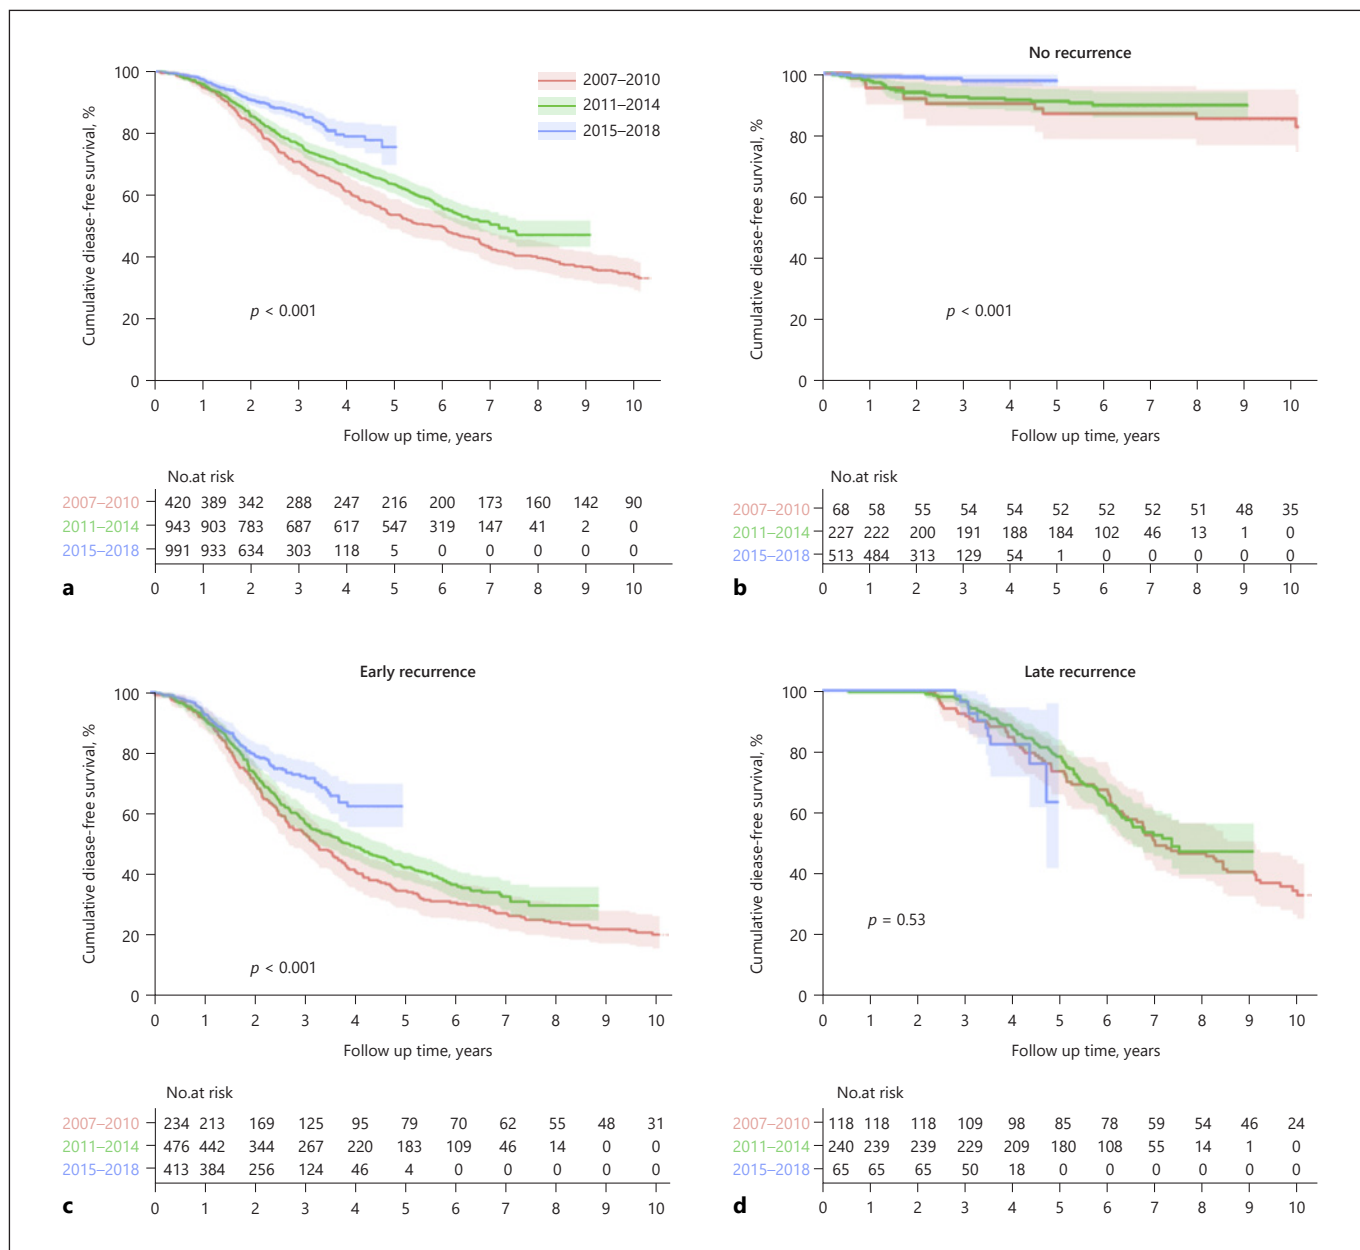 100
80
60
40
20
0
Cumulative diease-free survival, %
2007–2010
2011–2014
2015–2018
p < 0.001
0 1 2 3 4 5 6 7 8 9 10
Follow up time, years
No.at risk
2007–2010 420 389 342 288 247 216 200 173 160 142 90
2011–2014 943 903 783 687 617 547 319 147 41 2 0
2015–2018 991 933 634 303 118 5 0 0 0 0 0
0 1 2 3 4 5 6 7 8 9 10
a
No recurrence
100
80
60
40
20
0
Cumulative diease-free survival, %
p < 0.001
0 1 2 3 4 5 6 7 8 9 10
Follow up time, years
No.at risk
2007–2010 68 58 55 54 54 52 52 52 51 48 35
2011–2014 227 222 200 191 188 184 102 46 13 1 0
2015–2018 513 484 313 129 54 1 0 0 0 0 0
0 1 2 3 4 5 6 7 8 9 10
b
Early recurrence
100
80
60
40
20
0
Cumulative diease-free survival, %
p < 0.001
0 1 2 3 4 5 6 7 8 9 10
Follow up time, years
No.at risk
2007–2010 234 213 169 125 95 79 70 62 55 48 31
2011–2014 476 442 344 267 220 183 109 46 14 0 0
2015–2018 413 384 256 124 46 4 0 0 0 0 0
0 1 2 3 4 5 6 7 8 9 10
c
Late recurrence
100
80
60
40
20
0
Cumulative diease-free survival, %
p = 0.53
0 1 2 3 4 5 6 7 8 9 10
Follow up time, years
No.at risk
2007–2010 118 118 118 109 98 85 78 59 54 46 24
2011–2014 240 239 239 229 209 180 108 55 14 1 0
2015–2018 65 65 65 50 18 0 0 0 0 0 0
0 1 2 3 4 5 6 7 8 9 10
d